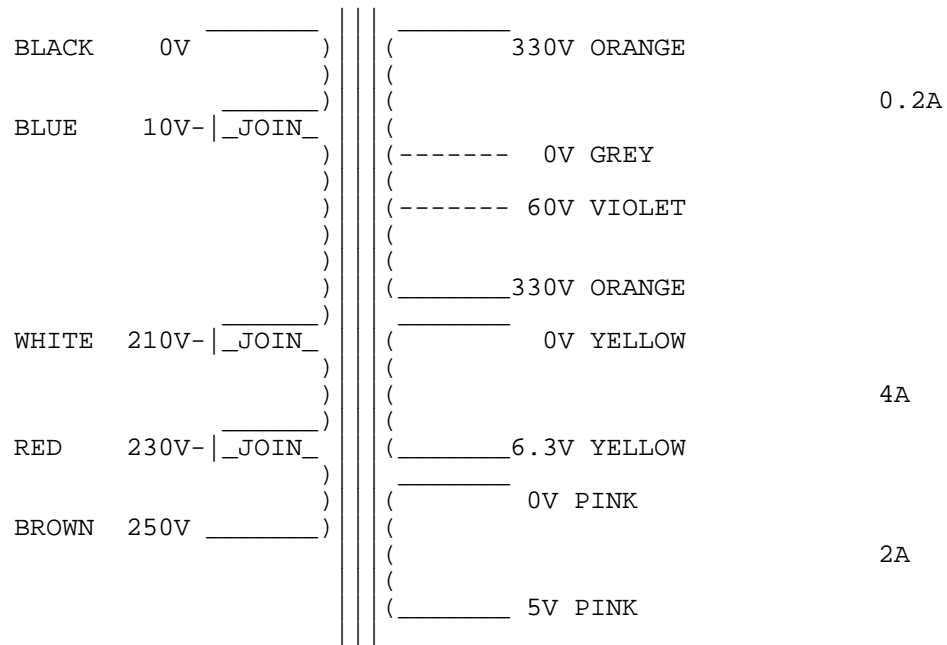 BLACK 0V 330V ORANGE
0.2A
BLUE 10V- JOIN
0V GREY
60V VIOLET
330V ORANGE
WHITE 210V- JOIN 0V YELLOW
4A
RED 230V- JOIN 6.3V YELLOW
0V PINK
BROWN 250V
2A
5V PINK